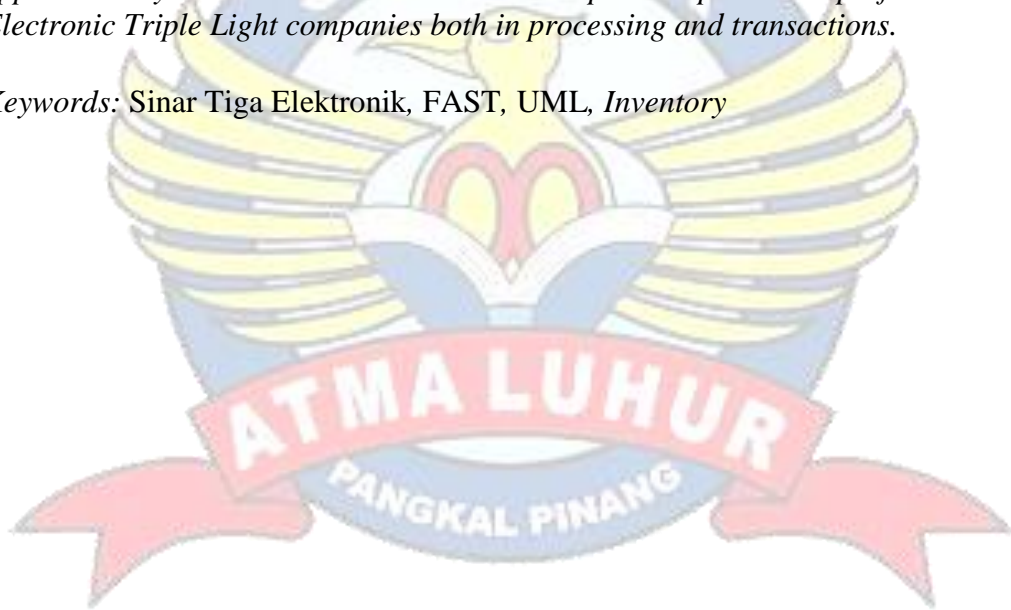 Electronic Triple Light companies both in processing and transactions.
Keywords: Sinar Tiga Elektronik, FAST, UML, Inventory
ATMA LUHUR
PANGKAL PINANG